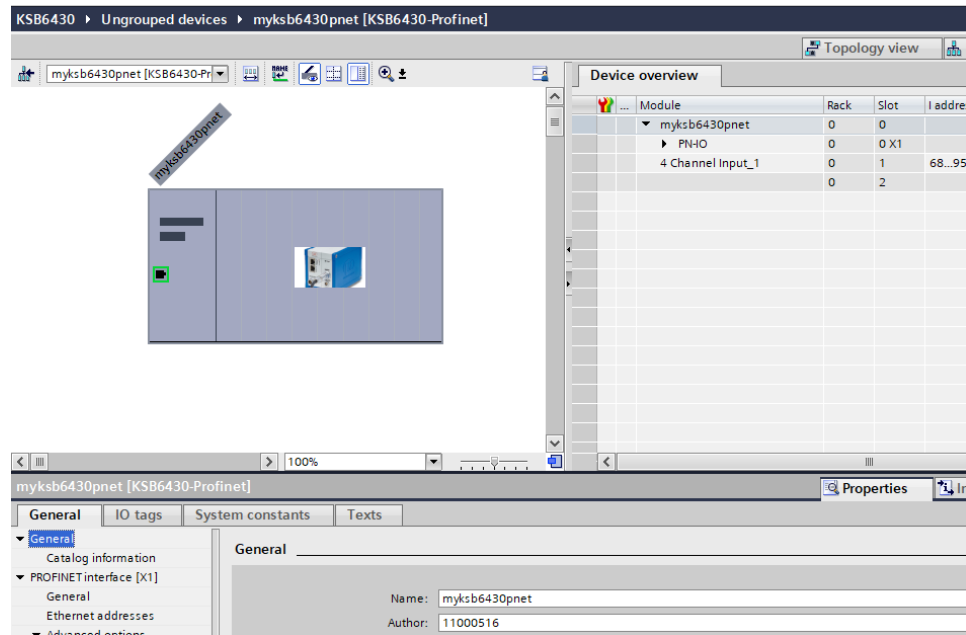 KSB6430 ▸ Ungrouped devices ▸ myksb6430pnet [KSB6430-Profinet]
Topology view
myksb6430pnet [KSB6430-Pr
NAME
Device overview
... Module Rack Slot I addre
myksb6430pnet 0 0
PN-IO 0 0 X1
4 Channel Input_1 0 1 68...95
0 2
myksb6430pnet
100%
myksb6430pnet [KSB6430-Profinet]
Properties
General IO tags System constants Texts
General
Catalog information
PROFINET interface [X1]
General
Ethernet addresses
Advanced options
General
Name: myksb6430pnet
Author: 11000516